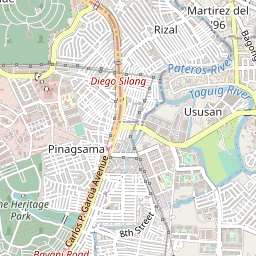 Martirez del
'96
Rizal
Bagong
Diego Silang
Pateros River
Taguig River
Ususan
Pinagsama
Carlos P. Garcia Avenue
he Heritage
Park
8th Street
Bayani Road